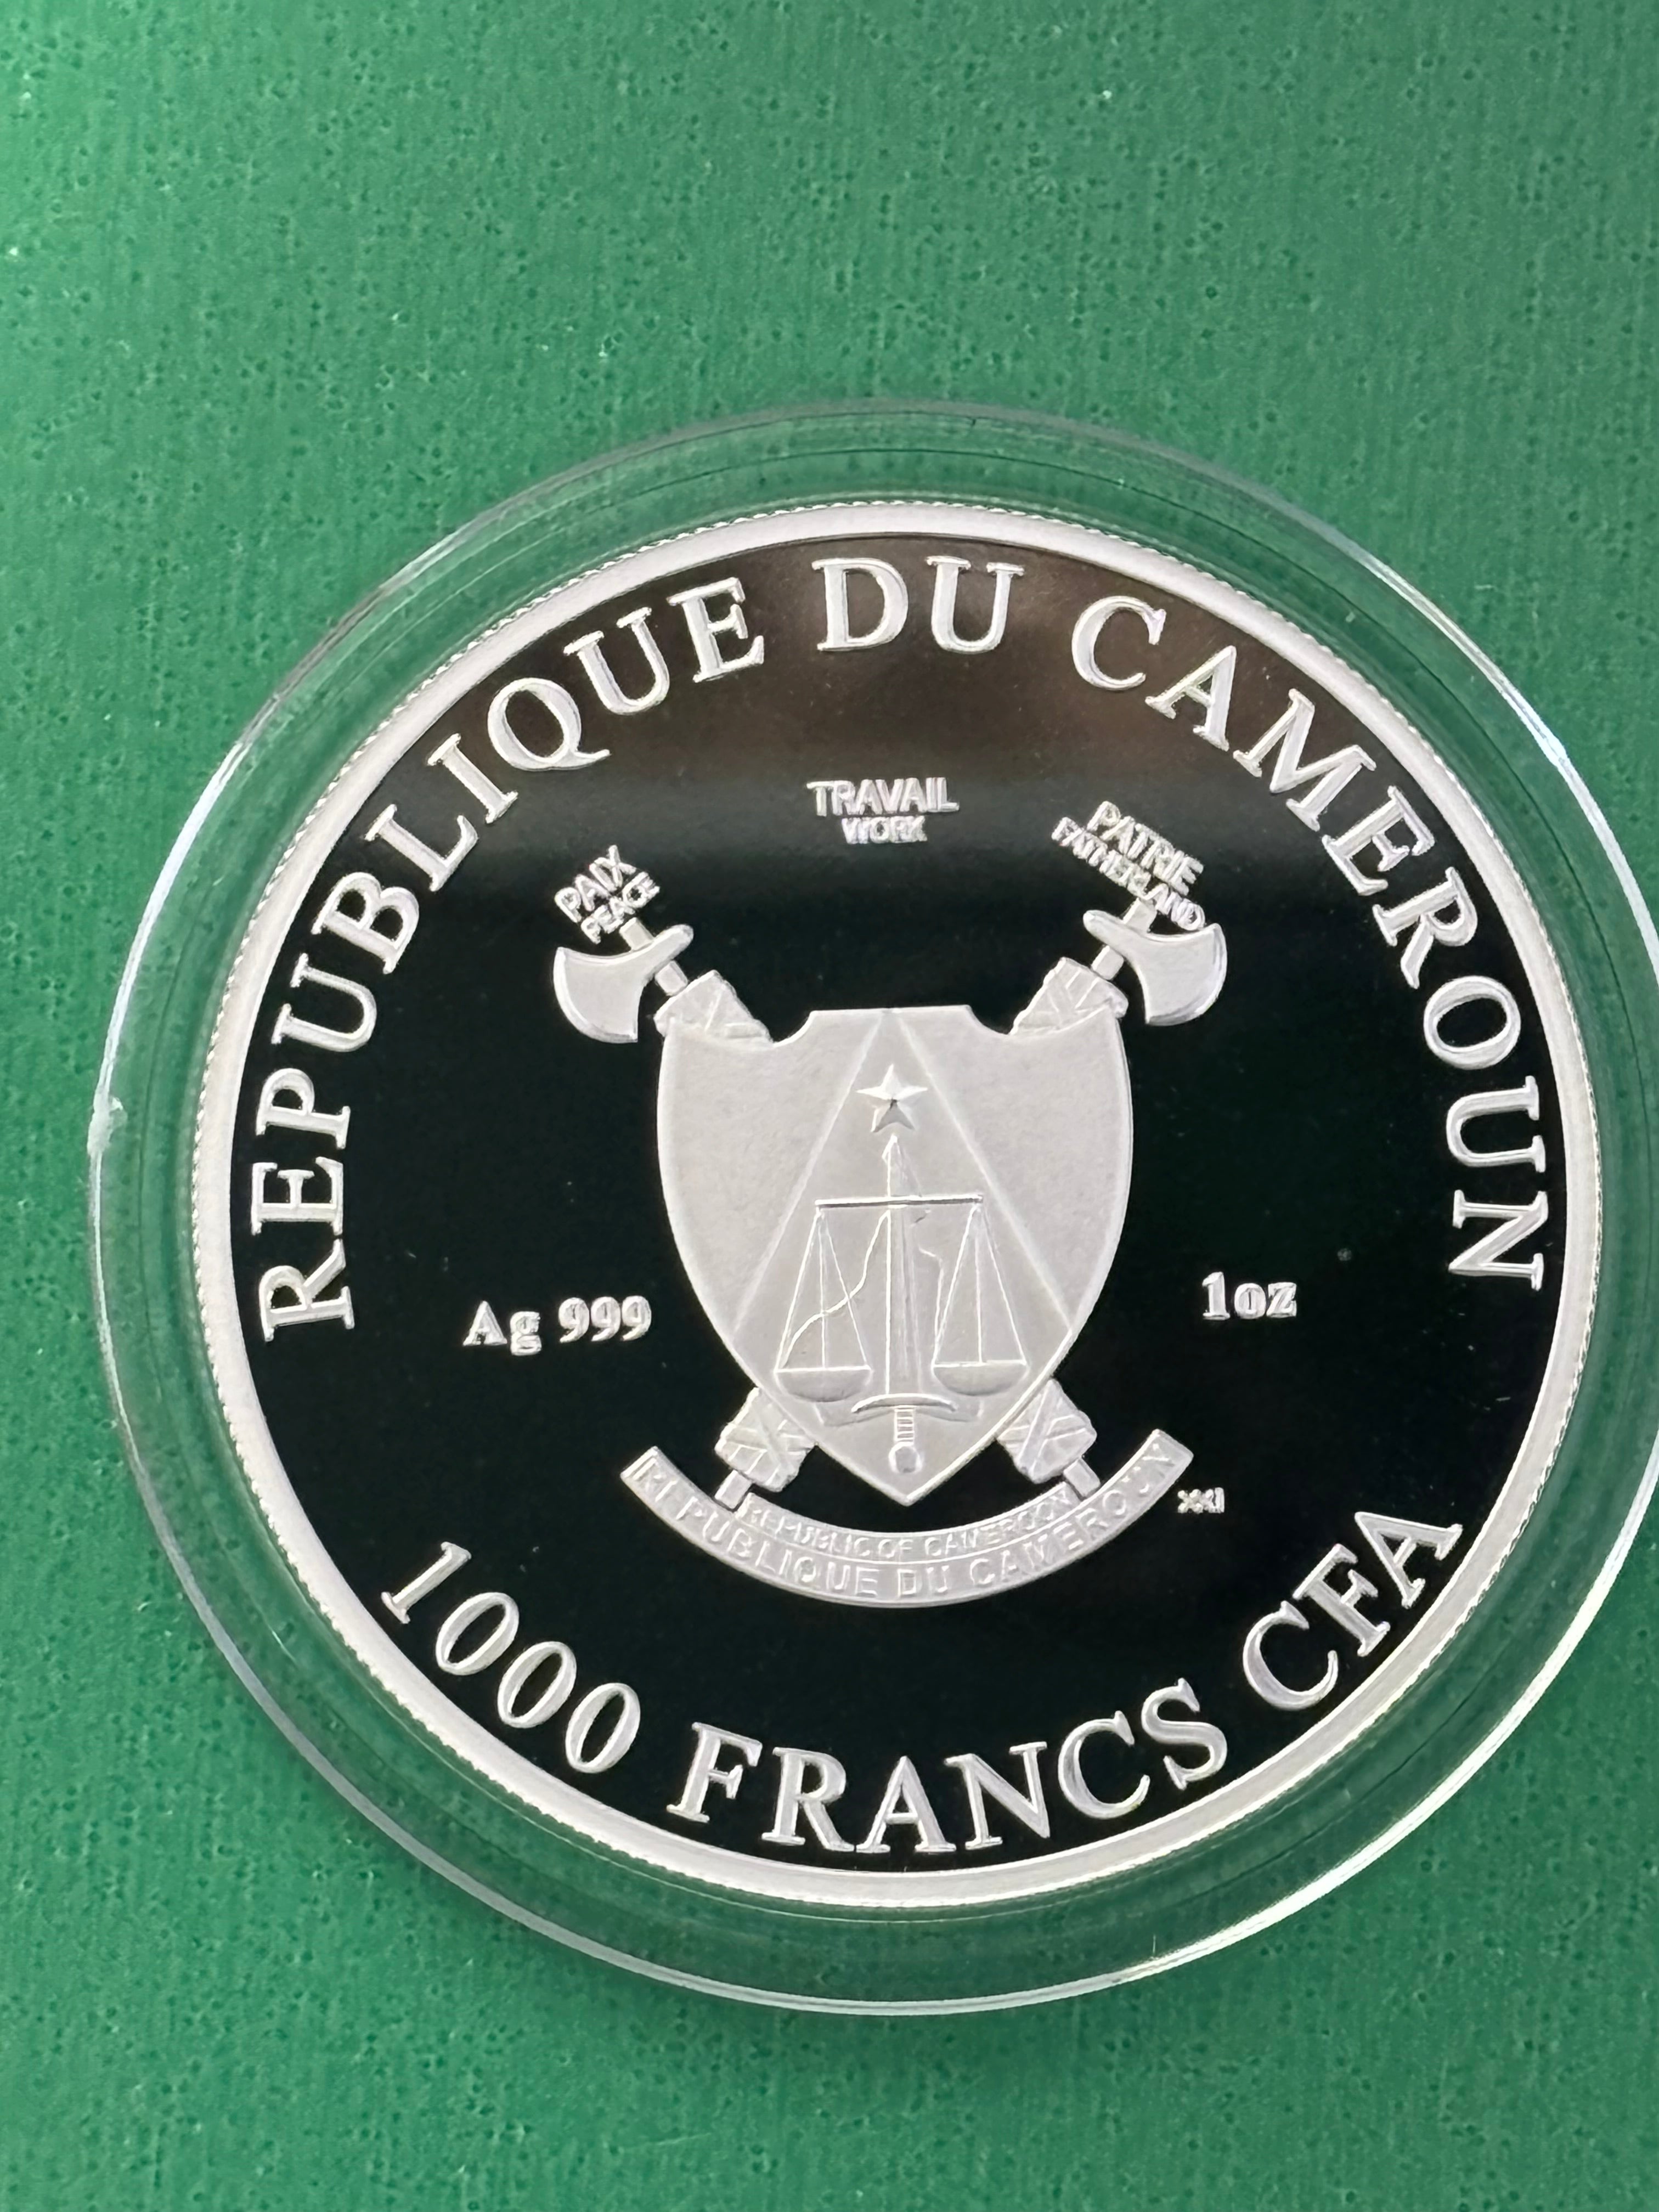 REPUBLIQUE DU CAMEROUN
TRAVAIL
WORK
PAIX
PEACE
PATRIE
FATHERLAND
Ag 999
1oz
REPUBLIC OF CAMEROON
REPUBLIQUE DU CAMEROUN
1000 FRANCS CFA